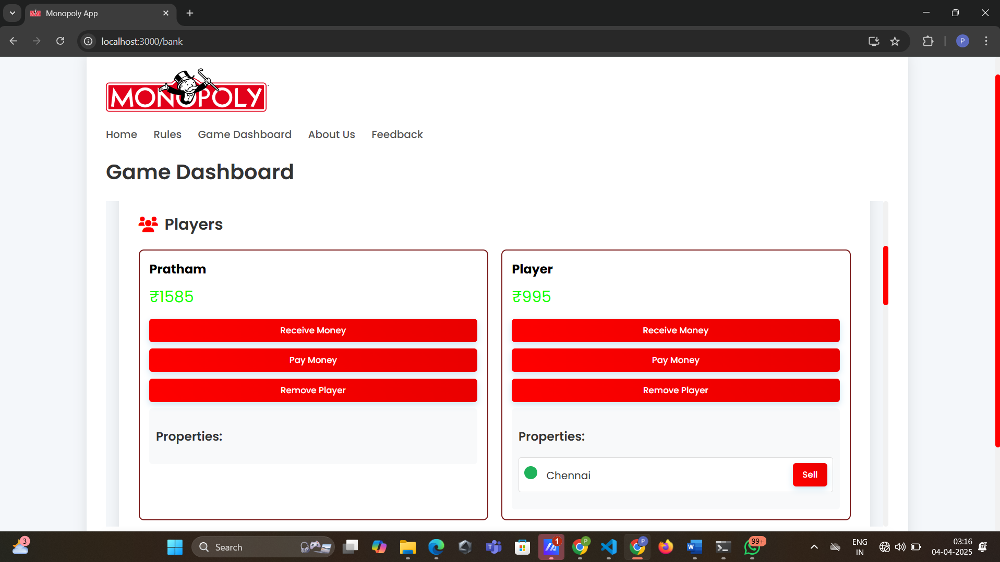 Monopoly App
localhost:3000/bank
P
MONOPOLY
Home Rules Game Dashboard About Us Feedback
Game Dashboard
Players
Pratham
₹1585
Receive Money
Pay Money
Remove Player
Properties:
Player
₹995
Receive Money
Pay Money
Remove Player
Properties:
Chennai Sell
3
Search
1
P
P
99+
ENG
IN
03:16
04-04-2025